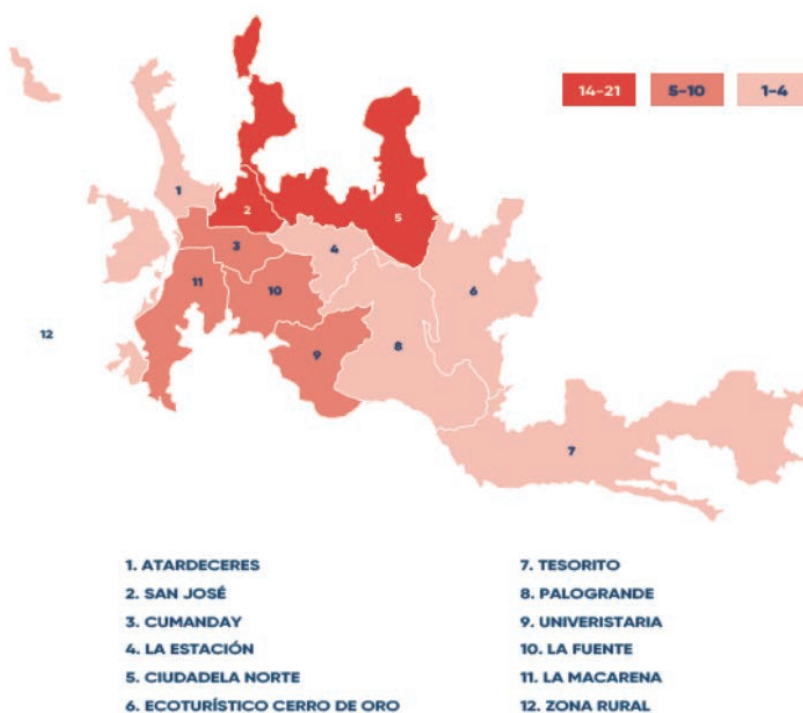 14-21 5-10 1-4
1
2
5
3
4
11
10
6
12
9
8
7
1. ATARDECERES
2. SAN JOSÉ
3. CUMANDAY
4. LA ESTACIÓN
5. CIUDADELA NORTE
6. ECOTURÍSTICO CERRO DE ORO
7. TESORITO
8. PALOGRANDE
9. UNIVERISTARIA
10. LA FUENTE
11. LA MACARENA
12. ZONA RURAL